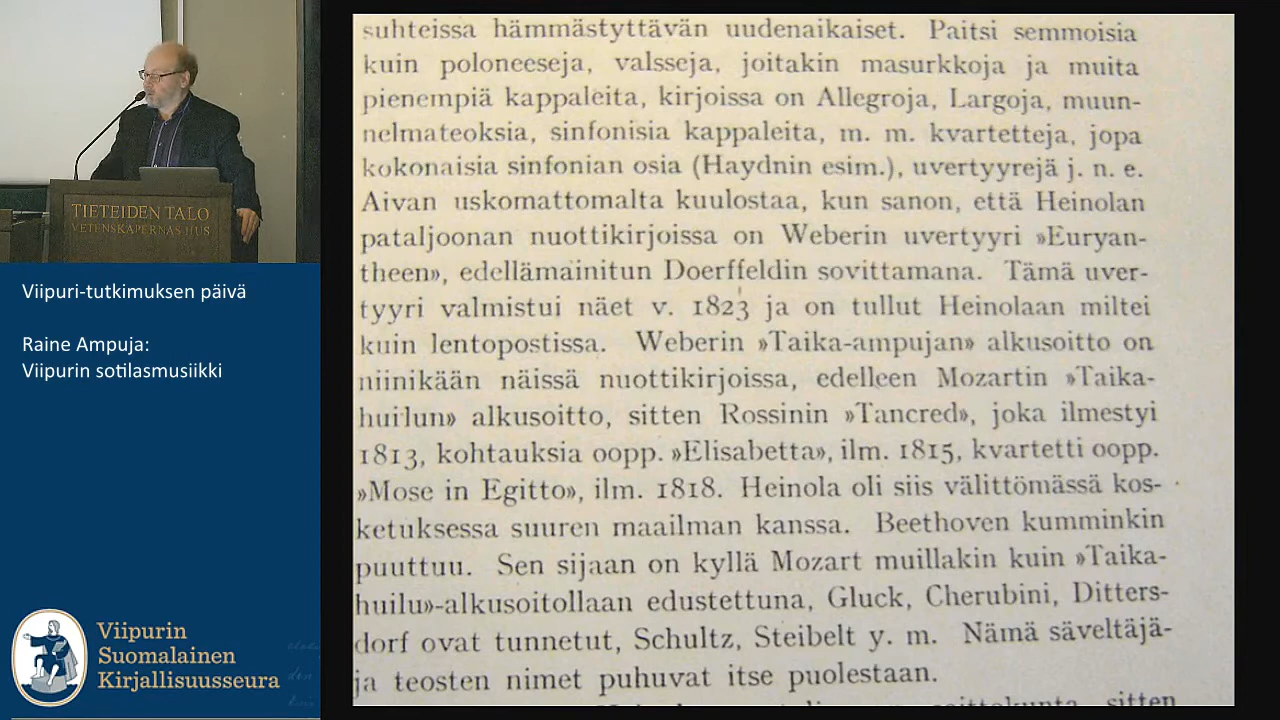 TIETEIDEN TALO
VETENSKAPERNAS HUS
Viipuri-tutkimuksen päivä
Raine Ampuja:
Viipurin sotilasmusiikki
Viipurin
Suomalainen
Kirjallisuusseura
suhteissa hämmästyttävän uudenaikaiset. Paitsi semmoisia
kuin poloneeseja, valsseja, joitakin masurkkoja ja muita
pienempiä kappaleita, kirjoissa on Allegroja, Largoja, muun-
nelmateoksia, sinfonisia kappaleita, m. m. kvartetteja, jopa
kokonaisia sinfonian osia (Haydnin esim.), uvertyyrejä j. n. e.
Aivan uskomattomalta kuulostaa, kun sanon, että Heinolan
pataljoonan nuottikirjoissa on Weberin uvertyyri »Euryan-
theen», edellämainitun Doerffeldin sovittamana. Tämä uver-
tyyri valmistui näet v. 1823 ja on tullut Heinolaan miltei
kuin lentopostissa. Weberin »Taika-ampujan» alkusoitto on
niinikään näissä nuottikirjoissa, edelleen Mozartin »Taika-
huilun» alkusoitto, sitten Rossinin »Tancred», joka ilmestyi
1813, kohtauksia oopp. »Elisabetta», ilm. 1815, kvartetti oopp.
»Mose in Egitto», ilm. 1818. Heinola oli siis välittömässä kos-
ketuksessa suuren maailman kanssa. Beethoven kumminkin
puuttuu. Sen sijaan on kyllä Mozart muillakin kuin »Taika-
huilu»-alkusoitollaan edustettuna, Gluck, Cherubini, Ditters-
dorf ovat tunnetut, Schultz, Steibelt y. m. Nämä säveltäjä-
ja teosten nimet puhuvat itse puolestaan.
sitten